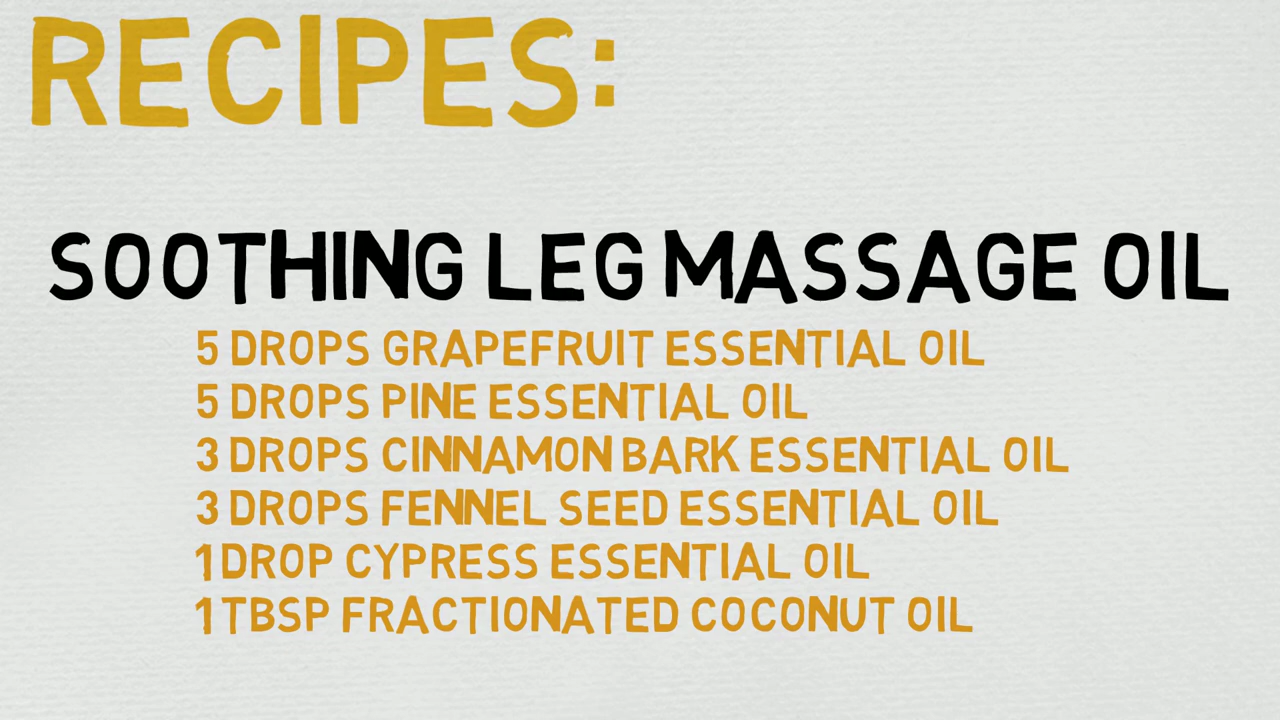 RECIPES:
SOOTHING LEG MASSAGE OIL
5 DROPS GRAPEFRUIT ESSENTIAL OIL
5 DROPS PINE ESSENTIAL OIL
3 DROPS CINNAMON BARK ESSENTIAL OIL
3 DROPS FENNEL SEED ESSENTIAL OIL
1 DROP CYPRESS ESSENTIAL OIL
1 TBSP FRACTIONATED COCONUT OIL